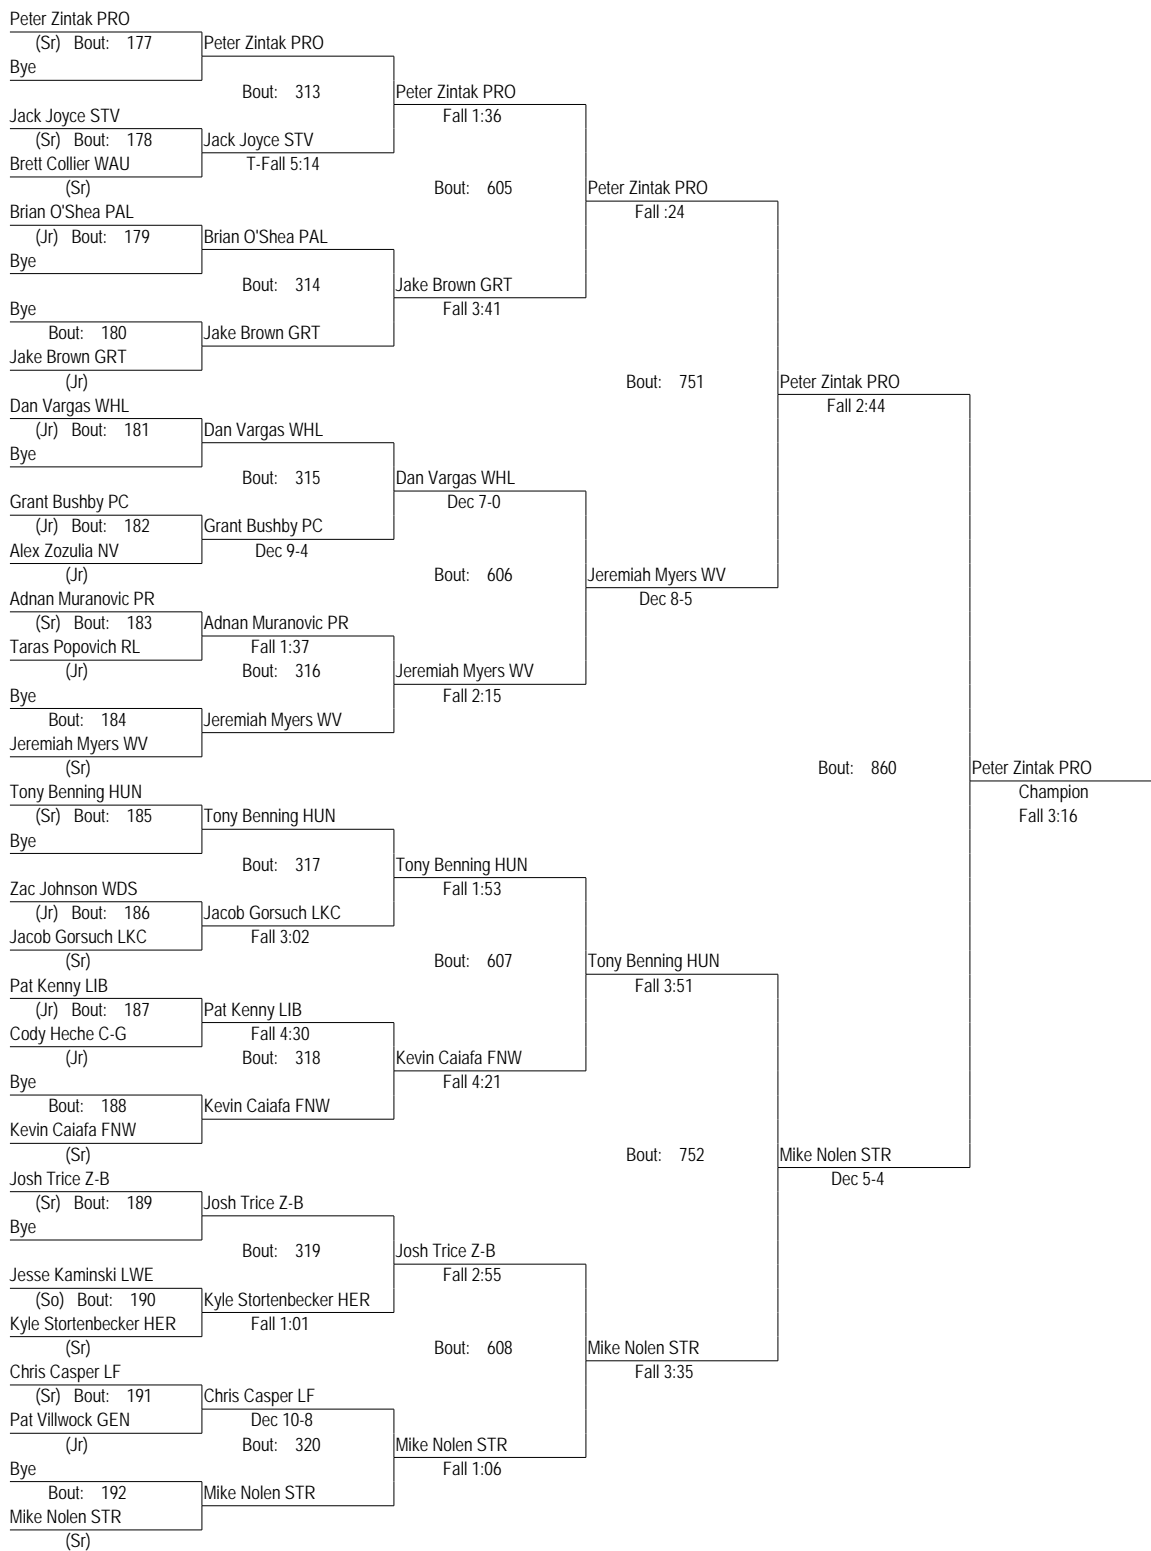 Peter Zintak PRO
(Sr) Bout: 177
Peter Zintak PRO
Bye
Bout: 313
Peter Zintak PRO
Fall 1:36
Jack Joyce STV
(Sr) Bout: 178
Jack Joyce STV
Brett Collier WAU
T-Fall 5:14
(Sr)
Bout: 605
Peter Zintak PRO
Fall :24
Brian O'Shea PAL
(Jr) Bout: 179
Brian O'Shea PAL
Bye
Bout: 314
Jake Brown GRT
Fall 3:41
Bye
Bout: 180
Jake Brown GRT
Jake Brown GRT
(Jr)
Bout: 751
Peter Zintak PRO
Fall 2:44
Dan Vargas WHL
(Jr) Bout: 181
Dan Vargas WHL
Bye
Bout: 315
Dan Vargas WHL
Dec 7-0
Grant Bushby PC
(Jr) Bout: 182
Grant Bushby PC
Alex Zozulia NV
Dec 9-4
(Jr)
Bout: 606
Jeremiah Myers WV
Dec 8-5
Adnan Muranovic PR
(Sr) Bout: 183
Adnan Muranovic PR
Taras Popovich RL
Fall 1:37
(Jr)
Bout: 316
Jeremiah Myers WV
Fall 2:15
Bye
Bout: 184
Jeremiah Myers WV
Jeremiah Myers WV
(Sr)
Bout: 860
Peter Zintak PRO
Champion
Fall 3:16
Tony Benning HUN
(Sr) Bout: 185
Tony Benning HUN
Bye
Bout: 317
Tony Benning HUN
Fall 1:53
Zac Johnson WDS
(Jr) Bout: 186
Jacob Gorsuch LKC
Jacob Gorsuch LKC
Fall 3:02
(Sr)
Bout: 607
Tony Benning HUN
Fall 3:51
Pat Kenny LIB
(Jr) Bout: 187
Pat Kenny LIB
Cody Heche C-G
Fall 4:30
(Jr)
Bout: 318
Kevin Caiafa FNW
Fall 4:21
Bye
Bout: 188
Kevin Caiafa FNW
Kevin Caiafa FNW
(Sr)
Bout: 752
Mike Nolen STR
Dec 5-4
Josh Trice Z-B
(Sr) Bout: 189
Josh Trice Z-B
Bye
Bout: 319
Josh Trice Z-B
Fall 2:55
Jesse Kaminski LWE
(So) Bout: 190
Kyle Stortenbecker HER
Kyle Stortenbecker HER
Fall 1:01
(Sr)
Bout: 608
Mike Nolen STR
Fall 3:35
Chris Casper LF
(Sr) Bout: 191
Chris Casper LF
Pat Villwock GEN
Dec 10-8
(Jr)
Bout: 320
Mike Nolen STR
Fall 1:06
Bye
Bout: 192
Mike Nolen STR
Mike Nolen STR
(Sr)